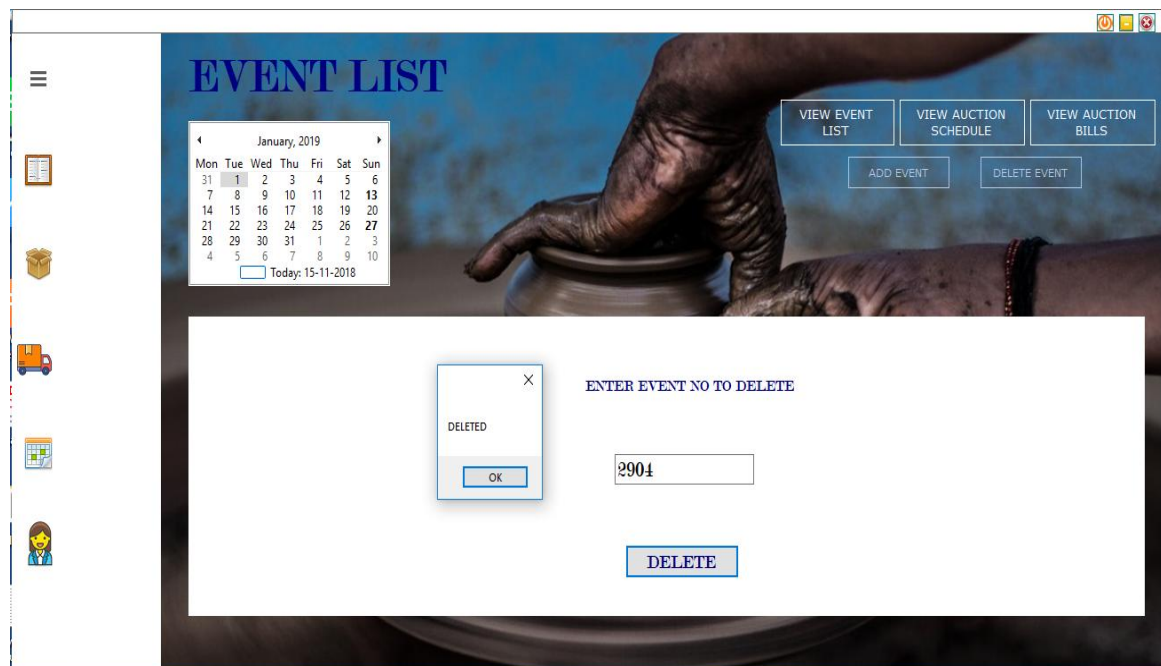 EVENT LIST
VIEW EVENT
LIST
VIEW AUCTION
SCHEDULE
VIEW AUCTION
BILLS
ADD EVENT
DELETE EVENT
January, 2019
Mon Tue Wed Thu Fri Sat Sun
31 1 2 3 4 5 6
7 8 9 10 11 12 13
14 15 16 17 18 19 20
21 22 23 24 25 26 27
28 29 30 31 1 2 3
4 5 6 7 8 9 10
Today: 15-11-2018
ENTER EVENT NO TO DELETE
DELETED
OK
2904
DELETE